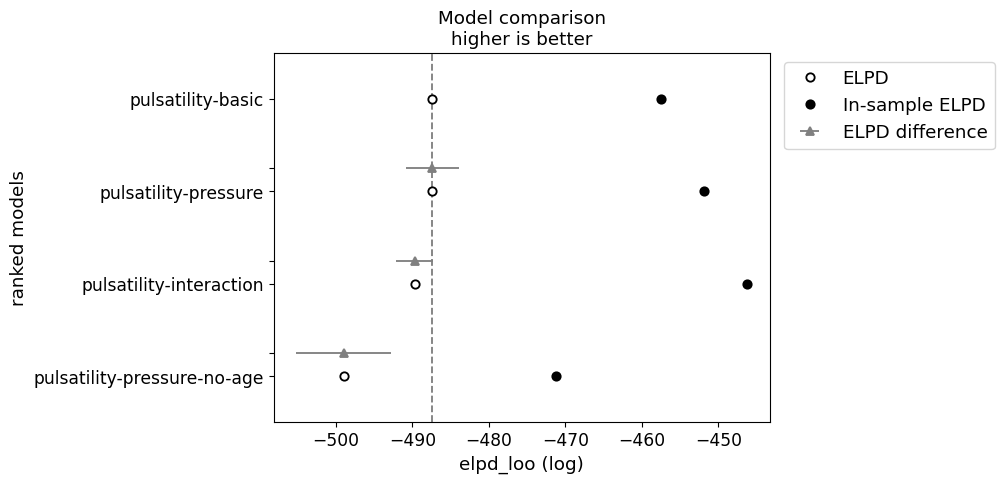 Model comparison
higher is better
pulsatility-basic
pulsatility-pressure
pulsatility-interaction
pulsatility-pressure-no-age
ranked models
−500
−490
−480
−470
−460
−450
elpd_loo (log)
ELPD
In-sample ELPD
ELPD difference